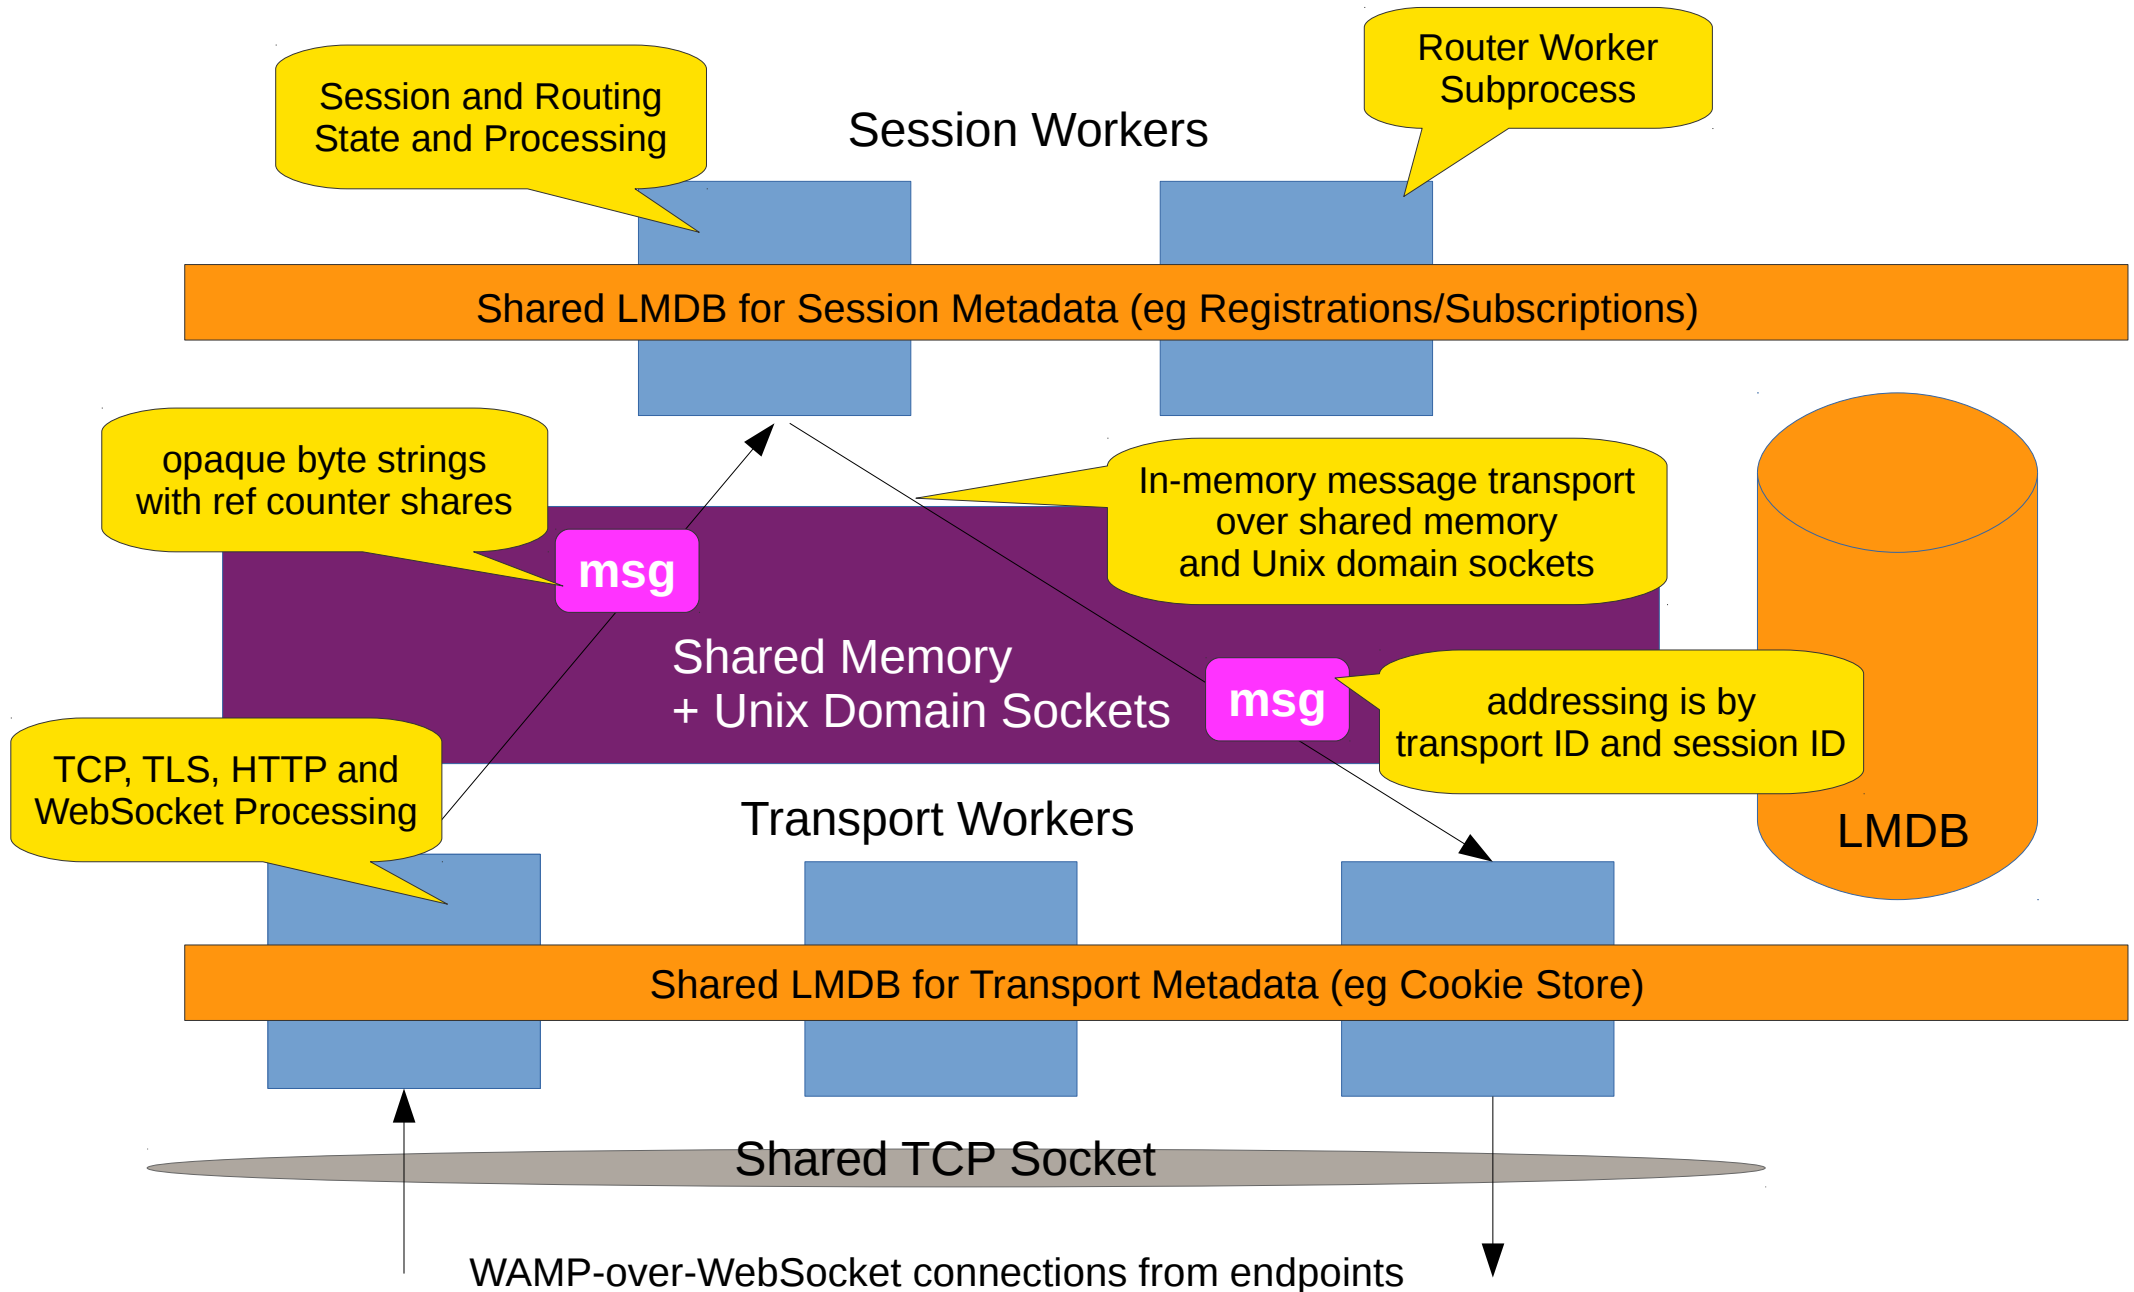 Router Worker
Subprocess
Session and Routing
State and Processing
Session Workers
Shared LMDB for Session Metadata (eg Registrations/Subscriptions)
opaque byte strings
with ref counter shares
In-memory message transport
over shared memory
and Unix domain sockets
msg
Shared Memory
+ Unix Domain Sockets
msg
addressing is by
transport ID and session ID
TCP, TLS, HTTP and
WebSocket Processing
Transport Workers
LMDB
Shared LMDB for Transport Metadata (eg Cookie Store)
Shared TCP Socket
WAMP-over-WebSocket connections from endpoints